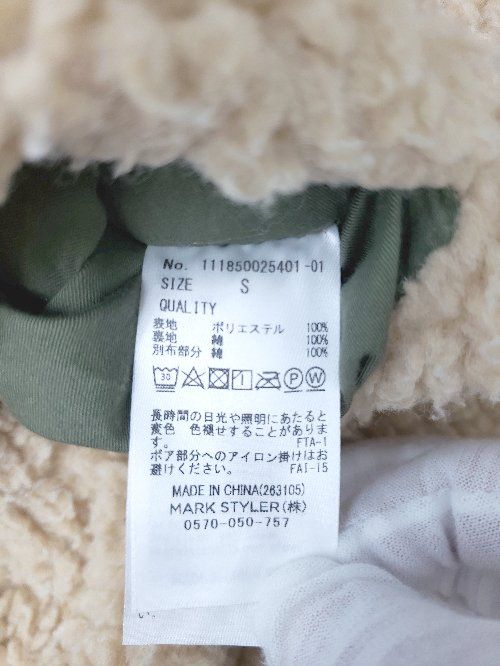 No. 111850025401-01
SIZE S
QUALITY
表地 ポリエステル 100%
裏地 綿 100%
別布部分 綿 100%
30 P W
長時間の日光や照明にあたると
変色 色褪せすることがありま
す。 FTA-1
ボア部分へのアイロン掛けはお
避けください。 FAI-15
MADE IN CHINA(263105)
MARK STYLER(株)
0570-050-757
い。